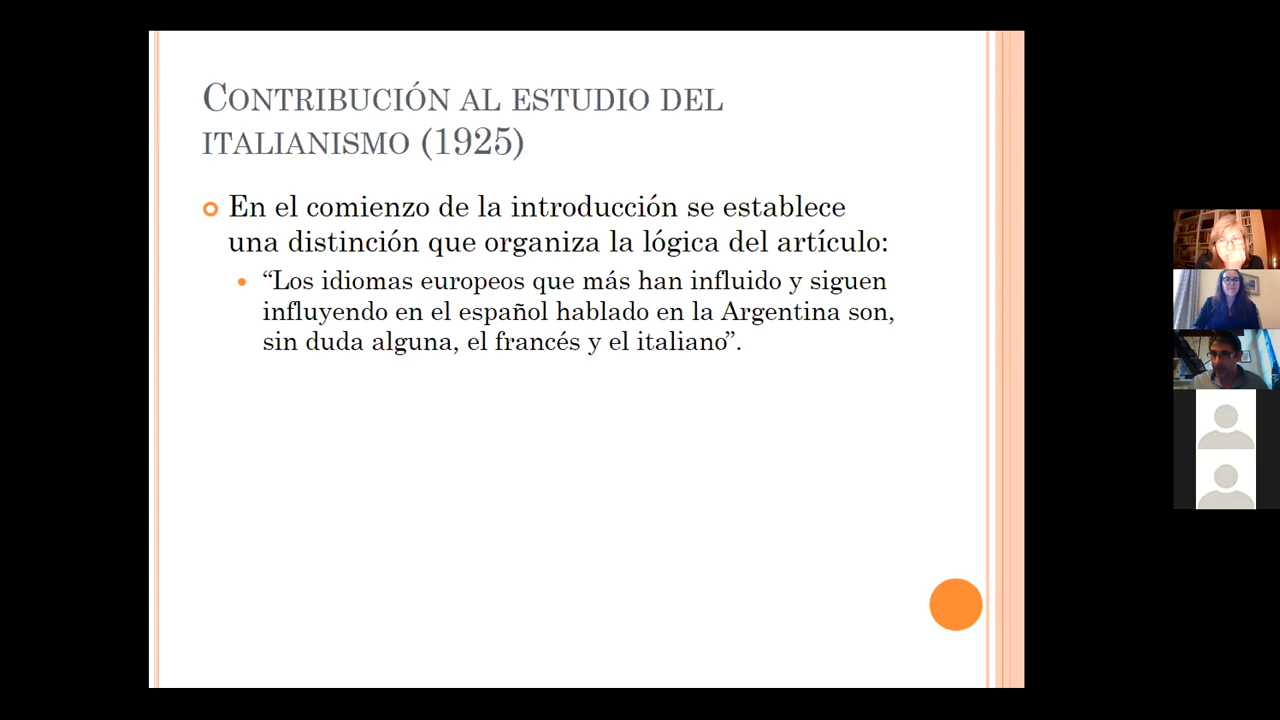 CONTRIBUCIÓN AL ESTUDIO DEL
ITALIANISMO (1925)
En el comienzo de la introducción se establece
una distinción que organiza la lógica del artículo:
“Los idiomas europeos que más han influido y siguen
influyendo en el español hablado en la Argentina son,
sin duda alguna, el francés y el italiano”.